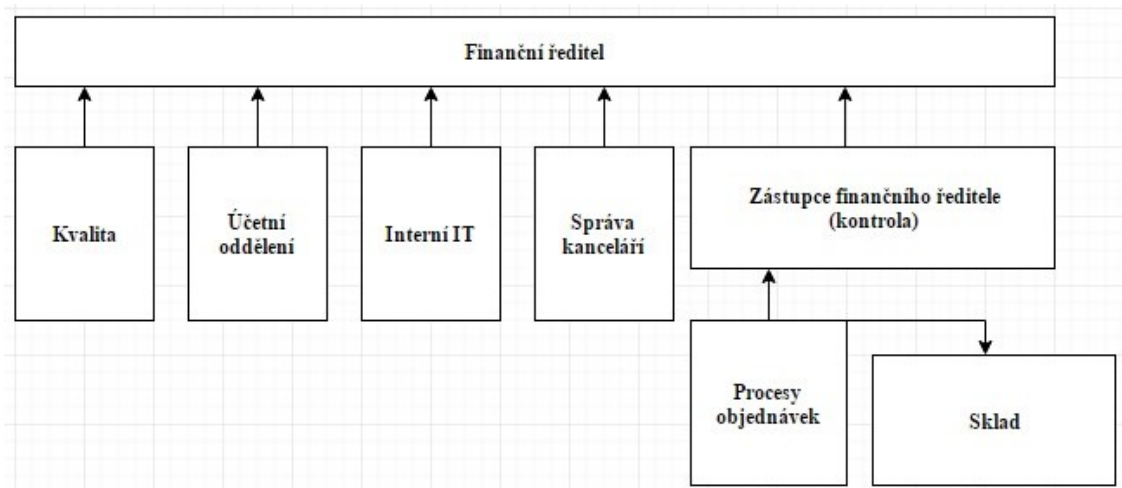 Finanční ředitel
Kvalita
Účetní
oddělení
Interní IT
Správa
kanceláří
Zástupce finančního ředitele
(kontrola)
Procesy
objednávek
Sklad